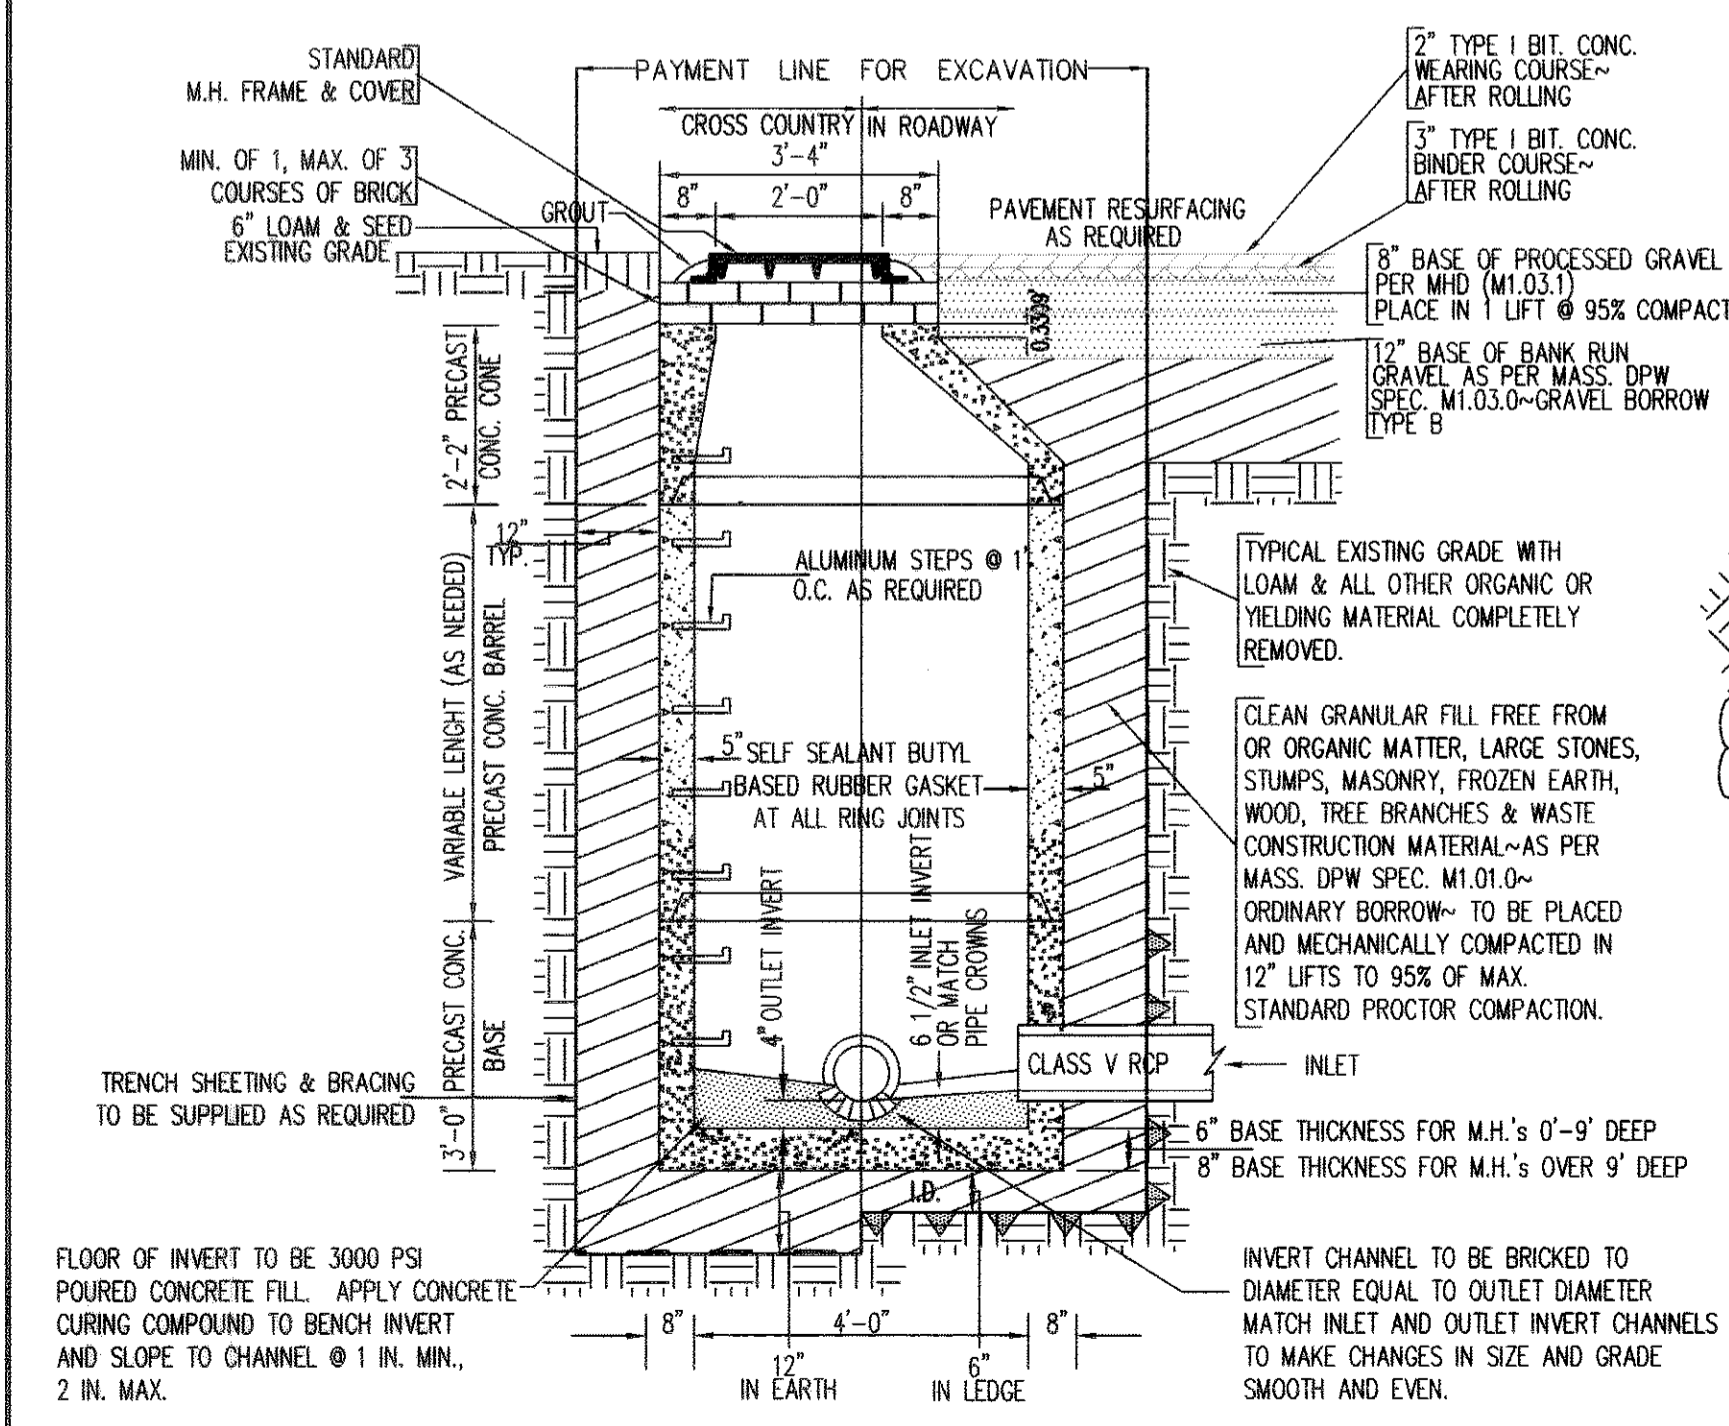 STANDARD
M.H. FRAME & COVER
MIN. OF 1, MAX. OF 3
COURSES OF BRICK
6" LOAM & SEED
EXISTING GRADE
GROUT
PAYMENT LINE FOR EXCAVATION
CROSS COUNTRY
IN ROADWAY
3'-4"
8"
2'-0"
8"
PAVEMENT RESURFACING
AS REQUIRED
2" TYPE I BIT. CONC.
WEARING COURSE~
AFTER ROLLING
3" TYPE I BIT. CONC.
BINDER COURSE~
AFTER ROLLING
8" BASE OF PROCESSED GRAVEL
PER MHD (M1.03.1)
PLACE IN 1 LIFT @ 95% COMPACT
12" BASE OF BANK RUN
GRAVEL AS PER MASS. DPW
SPEC. M1.03.0~GRAVEL BORROW
TYPE B
0.3309'
2'-2" PRECAST
CONC. CONE
12"
TYP.
VARIABLE LENGHT (AS NEEDED)
PRECAST CONC. BARREL
ALUMINUM STEPS @ 1'
O.C. AS REQUIRED
TYPICAL EXISTING GRADE WITH
LOAM & ALL OTHER ORGANIC OR
YIELDING MATERIAL COMPLETELY
REMOVED.
5"
SELF SEALANT BUTYL
BASED RUBBER GASKET
AT ALL RING JOINTS
5"
CLEAN GRANULAR FILL FREE FROM
OR ORGANIC MATTER, LARGE STONES,
STUMPS, MASONRY, FROZEN EARTH,
WOOD, TREE BRANCHES & WASTE
CONSTRUCTION MATERIAL~AS PER
MASS. DPW SPEC. M1.01.0~
ORDINARY BORROW~ TO BE PLACED
AND MECHANICALLY COMPACTED IN
12" LIFTS TO 95% OF MAX.
STANDARD PROCTOR COMPACTION.
3'-0" PRECAST CONC.
BASE
4" OUTLET INVERT
6 1/2" INLET INVERT
OR MATCH
PIPE CROWNS
CLASS V RCP
INLET
TRENCH SHEETING & BRACING
TO BE SUPPLIED AS REQUIRED
6" BASE THICKNESS FOR M.H.'s 0'-9' DEEP
8" BASE THICKNESS FOR M.H.'s OVER 9' DEEP
I.D.
FLOOR OF INVERT TO BE 3000 PSI
POURED CONCRETE FILL. APPLY CONCRETE
CURING COMPOUND TO BENCH INVERT
AND SLOPE TO CHANNEL @ 1 IN. MIN.,
2 IN. MAX.
8"
4'-0"
8"
12"
IN EARTH
6"
IN LEDGE
INVERT CHANNEL TO BE BRICKED TO
DIAMETER EQUAL TO OUTLET DIAMETER
MATCH INLET AND OUTLET INVERT CHANNELS
TO MAKE CHANGES IN SIZE AND GRADE
SMOOTH AND EVEN.